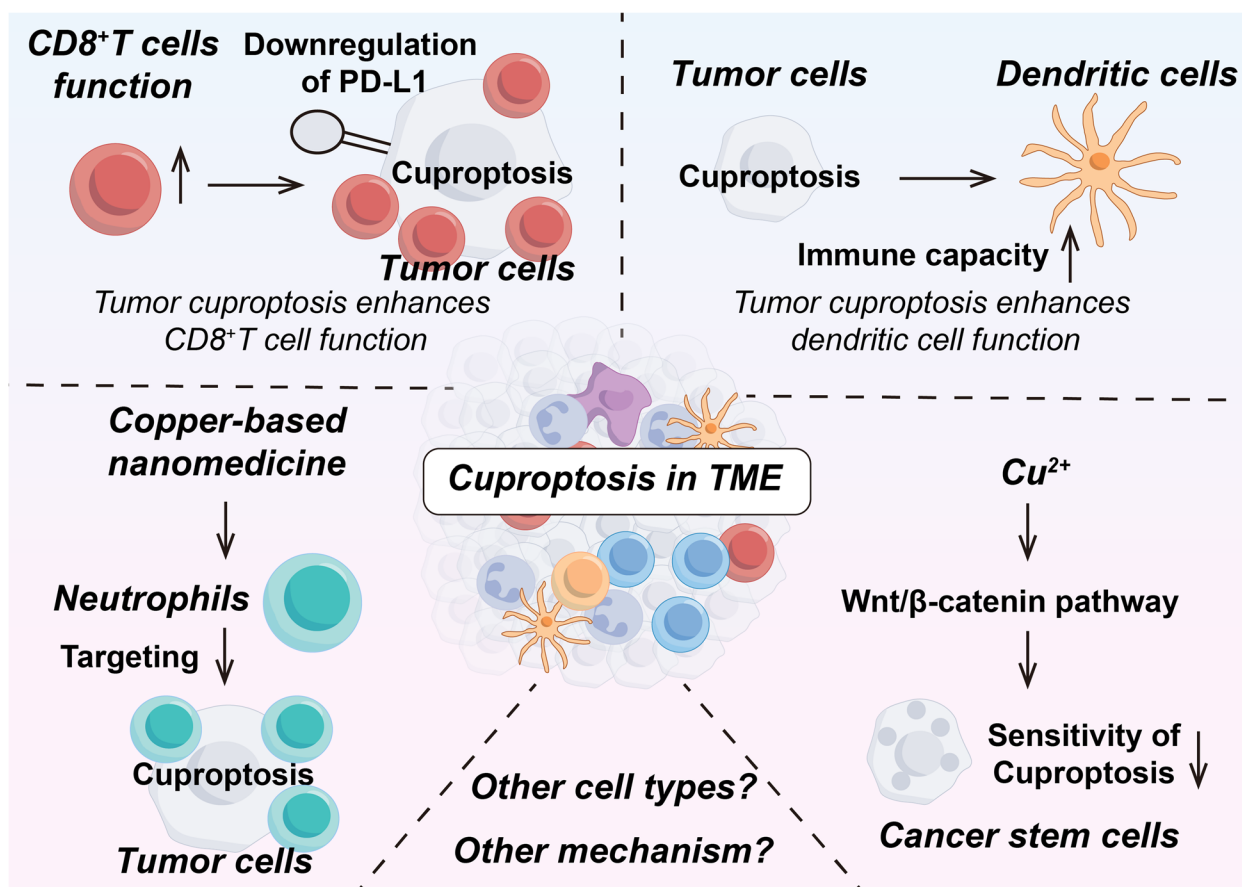 CD8⁺T cells
function
Downregulation
of PD-L1
Cuproptosis
Tumor cells
Tumor cuproptosis enhances
CD8⁺T cell function
Tumor cells
Dendritic cells
Cuproptosis
Immune capacity
Tumor cuproptosis enhances
dendritic cell function
Cuproptosis in TME
Copper-based
nanomedicine
Neutrophils
Targeting
Cuproptosis
Tumor cells
Other cell types?
Other mechanism?
Cu²⁺
Wnt/β-catenin pathway
Sensitivity of
Cuproptosis
Cancer stem cells